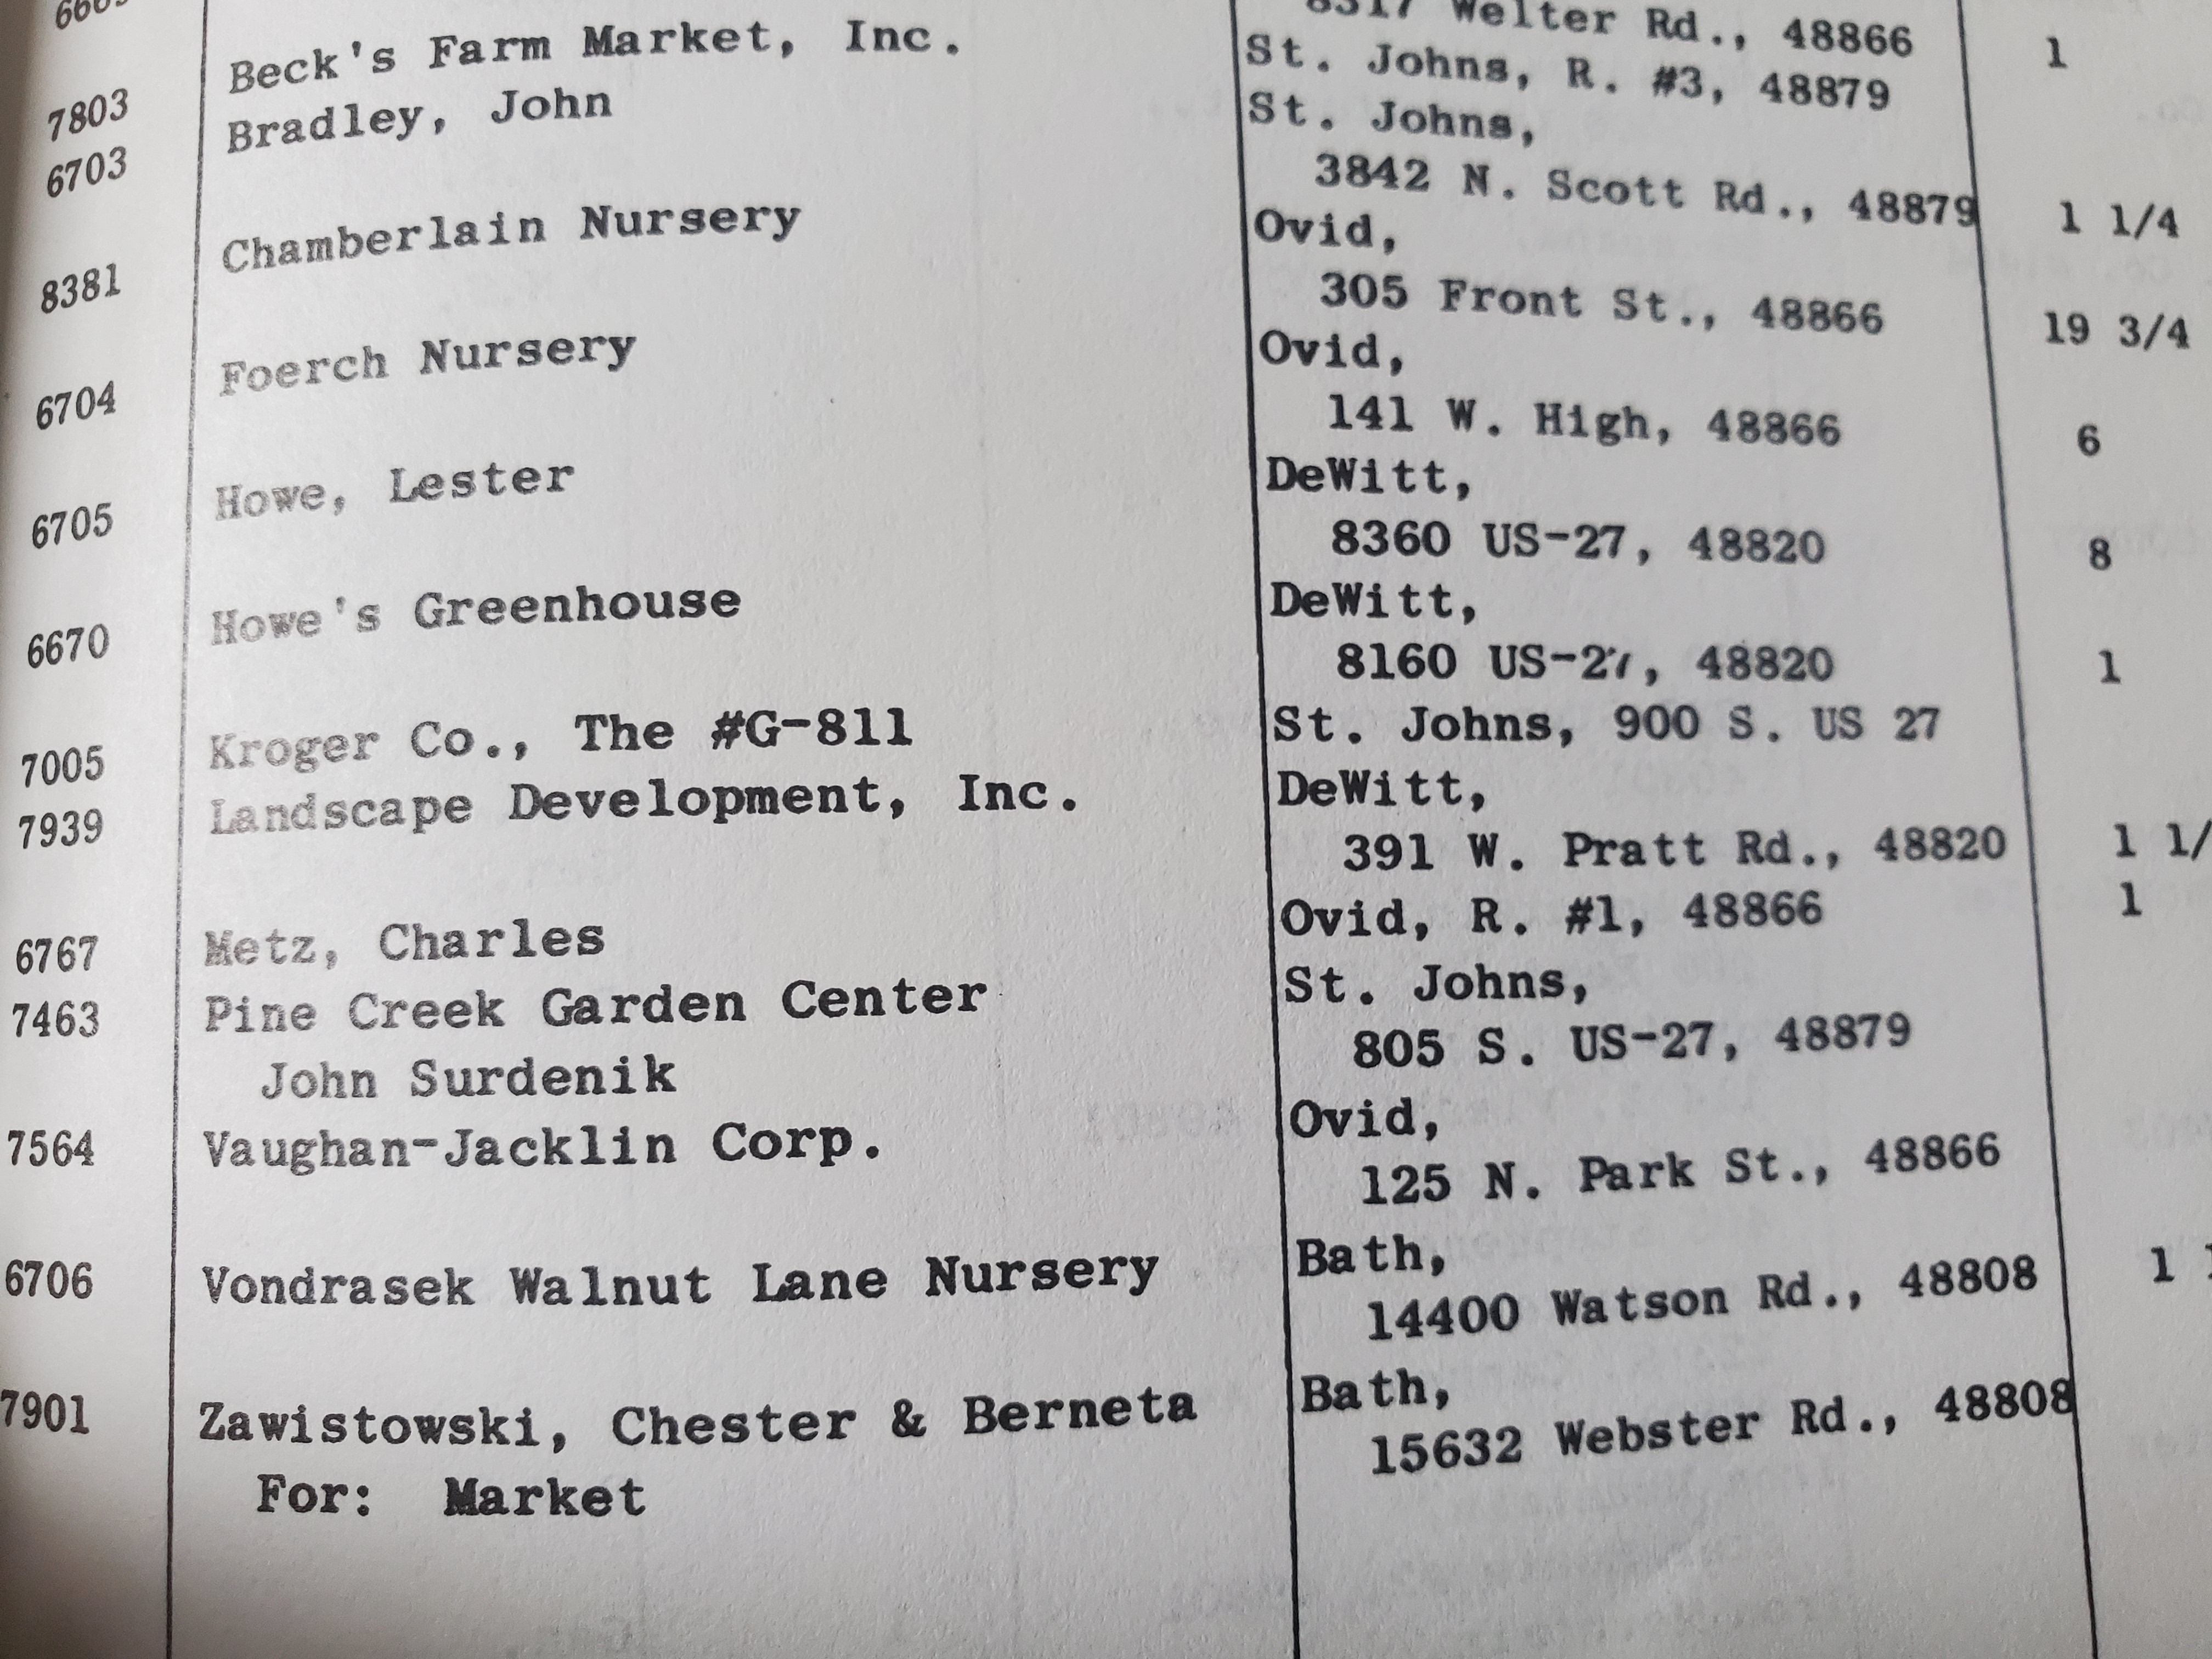 8317 Welter Rd., 48866 1
7803 Beck's Farm Market, Inc. St. Johns, R. #3, 48879
6703 Bradley, John St. Johns,
3842 N. Scott Rd., 48879 1 1/4
8381 Chamberlain Nursery Ovid,
305 Front St., 48866 19 3/4
6704 Foerch Nursery Ovid,
141 W. High, 48866 6
6705 Howe, Lester DeWitt,
8360 US-27, 48820 8
6670 Howe's Greenhouse DeWitt,
8160 US-27, 48820 1
7005 Kroger Co., The #G-811 St. Johns, 900 S. US 27
7939 Landscape Development, Inc. DeWitt,
391 W. Pratt Rd., 48820 1 1/
6767 Metz, Charles Ovid, R. #1, 48866 1
7463 Pine Creek Garden Center St. Johns,
John Surdenik 805 S. US-27, 48879
7564 Vaughan-Jacklin Corp. Ovid,
125 N. Park St., 48866
6706 Vondrasek Walnut Lane Nursery Bath,
14400 Watson Rd., 48808 1
7901 Zawistowski, Chester & Berneta Bath,
For: Market 15632 Webster Rd., 48808